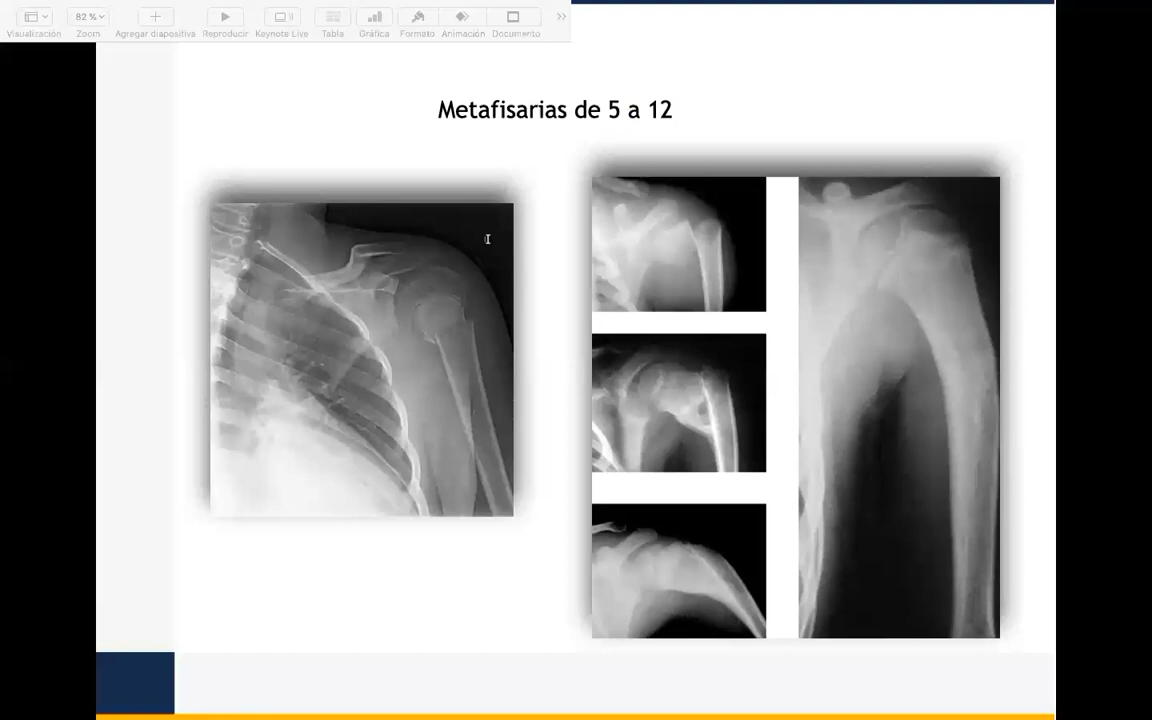 82 %
Visualización
Zoom
Agregar diapositiva
Reproducir
Keynote Live
Tabla
Gráfica
Formato
Animación
Documento
Metafisarias de 5 a 12